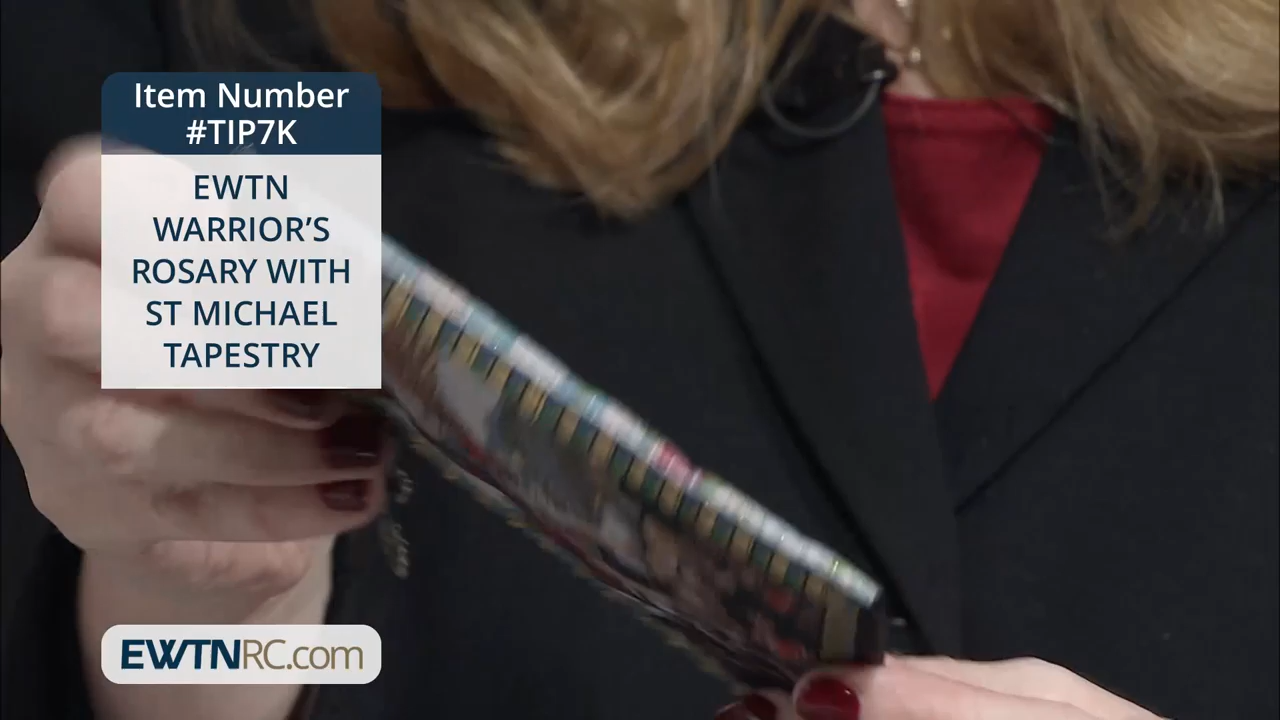 Item Number
#TIP7K
EWTN
WARRIOR’S
ROSARY WITH
ST MICHAEL
TAPESTRY
EWTNRC.com